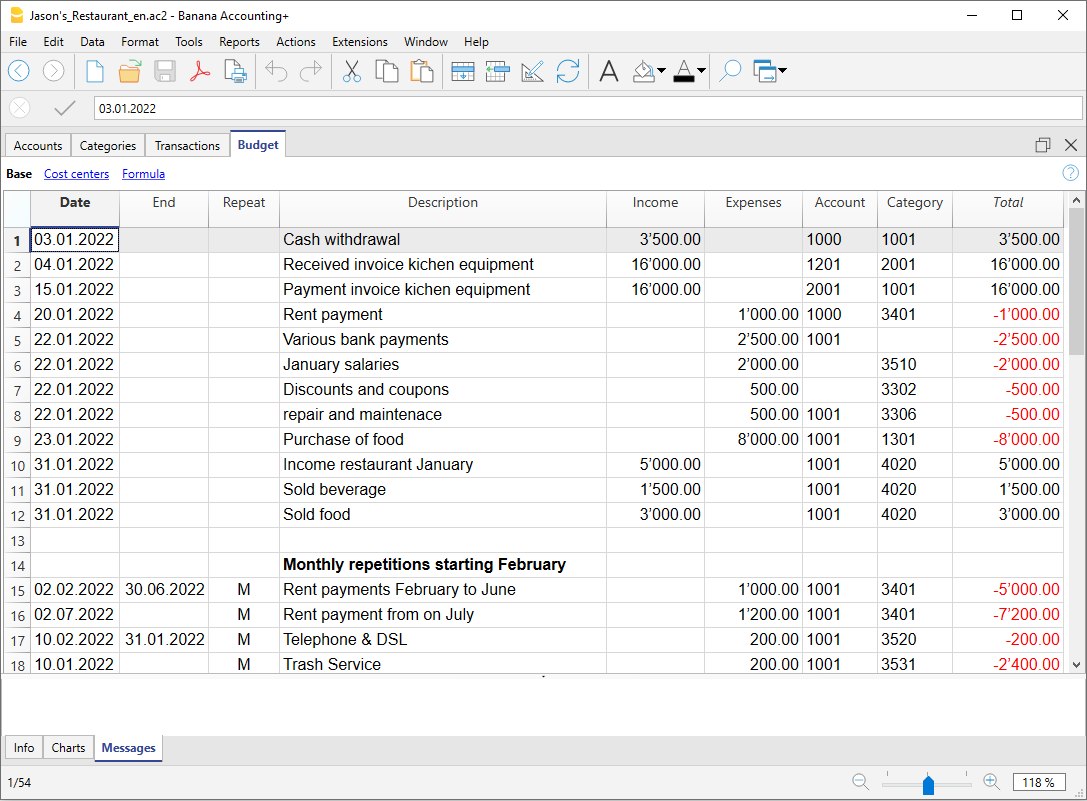 Jason's_Restaurant_en.ac2 - Banana Accounting+
File Edit Data Format Tools Reports Actions Extensions Window Help
03.01.2022
Accounts Categories Transactions Budget
Base Cost centers Formula
Date End Repeat Description Income Expenses Account Category Total
1 03.01.2022 Cash withdrawal 3'500.00 1000 1001 3'500.00
2 04.01.2022 Received invoice kichen equipment 16'000.00 1201 2001 16'000.00
3 15.01.2022 Payment invoice kichen equipment 16'000.00 2001 1001 16'000.00
4 20.01.2022 Rent payment 1'000.00 1000 3401 -1'000.00
5 22.01.2022 Various bank payments 2'500.00 1001 -2'500.00
6 22.01.2022 January salaries 2'000.00 3510 -2'000.00
7 22.01.2022 Discounts and coupons 500.00 3302 -500.00
8 22.01.2022 repair and maintenace 500.00 1001 3306 -500.00
9 23.01.2022 Purchase of food 8'000.00 1001 1301 -8'000.00
10 31.01.2022 Income restaurant January 5'000.00 1001 4020 5'000.00
11 31.01.2022 Sold beverage 1'500.00 1001 4020 1'500.00
12 31.01.2022 Sold food 3'000.00 1001 4020 3'000.00
13
14 Monthly repetitions starting February
15 02.02.2022 30.06.2022 M Rent payments February to June 1'000.00 1001 3401 -5'000.00
16 02.07.2022 M Rent payment from on July 1'200.00 1001 3401 -7'200.00
17 10.02.2022 31.01.2022 M Telephone & DSL 200.00 1001 3520 -200.00
18 10.01.2022 M Trash Service 200.00 1001 3531 -2'400.00
Info Charts Messages
1/54 118 %